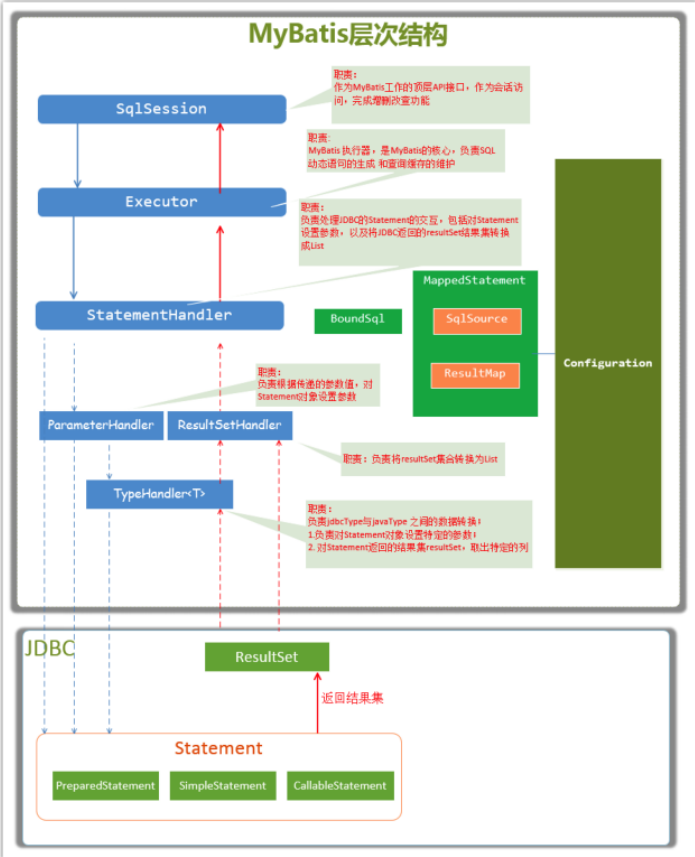 MyBatis层次结构
职责：
作为MyBatis工作的顶层API接口，作为会话访
问，完成增删改查功能
SqlSession
职责:
MyBatis 执行器，是MyBatis的核心，负责SQL
动态语句的生成 和查询缓存的维护
Executor
职责：
负责处理JDBC的Statement的交互，包括对Statement
设置参数，以及将JDBC返回的resultSet结果集转换
成List
StatementHandler
BoundSql
MappedStatement
SqlSource
ResultMap
Configuration
职责：
负责根据传递的参数值，对
Statement对象设置参数
ParameterHandler
ResultSetHandler
职责：负责将resultSet集合转换为List
TypeHandler<T>
职责：
负责jdbcType与javaType 之间的数据转换：
1.负责对Statement对象设置特定的参数；
2. 对Statement返回的结果集resultSet，取出特定的列
JDBC
ResultSet
返回结果集
Statement
PreparedStatement
SimpleStatement
CallableStatement